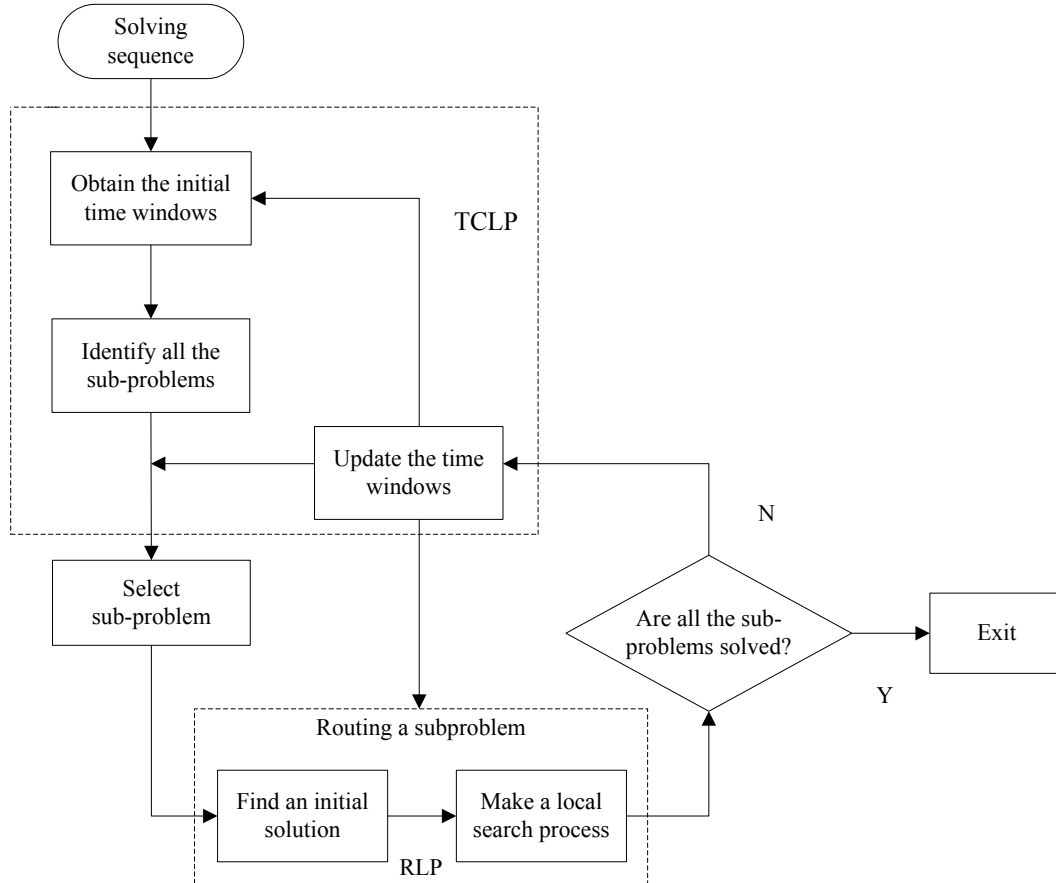 Solving
sequence
Obtain the initial
time windows
TCLP
Identify all the
sub-problems
Update the time
windows
N
Select
sub-problem
Are all the sub-
problems solved?
Exit
Y
Routing a subproblem
Find an initial
solution
Make a local
search process
RLP